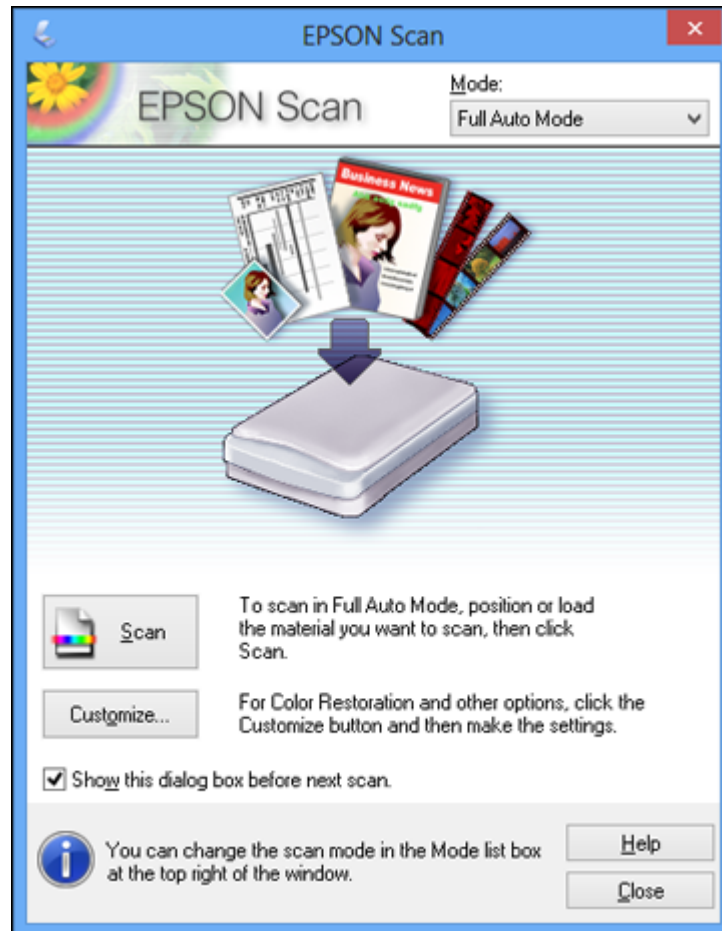 EPSON Scan
EPSON Scan
Mode:
Full Auto Mode
Business News
Scan
To scan in Full Auto Mode, position or load
the material you want to scan, then click
Scan.
Customize...
For Color Restoration and other options, click the
Customize button and then make the settings.
Show this dialog box before next scan.
You can change the scan mode in the Mode list box
at the top right of the window.
Help
Close